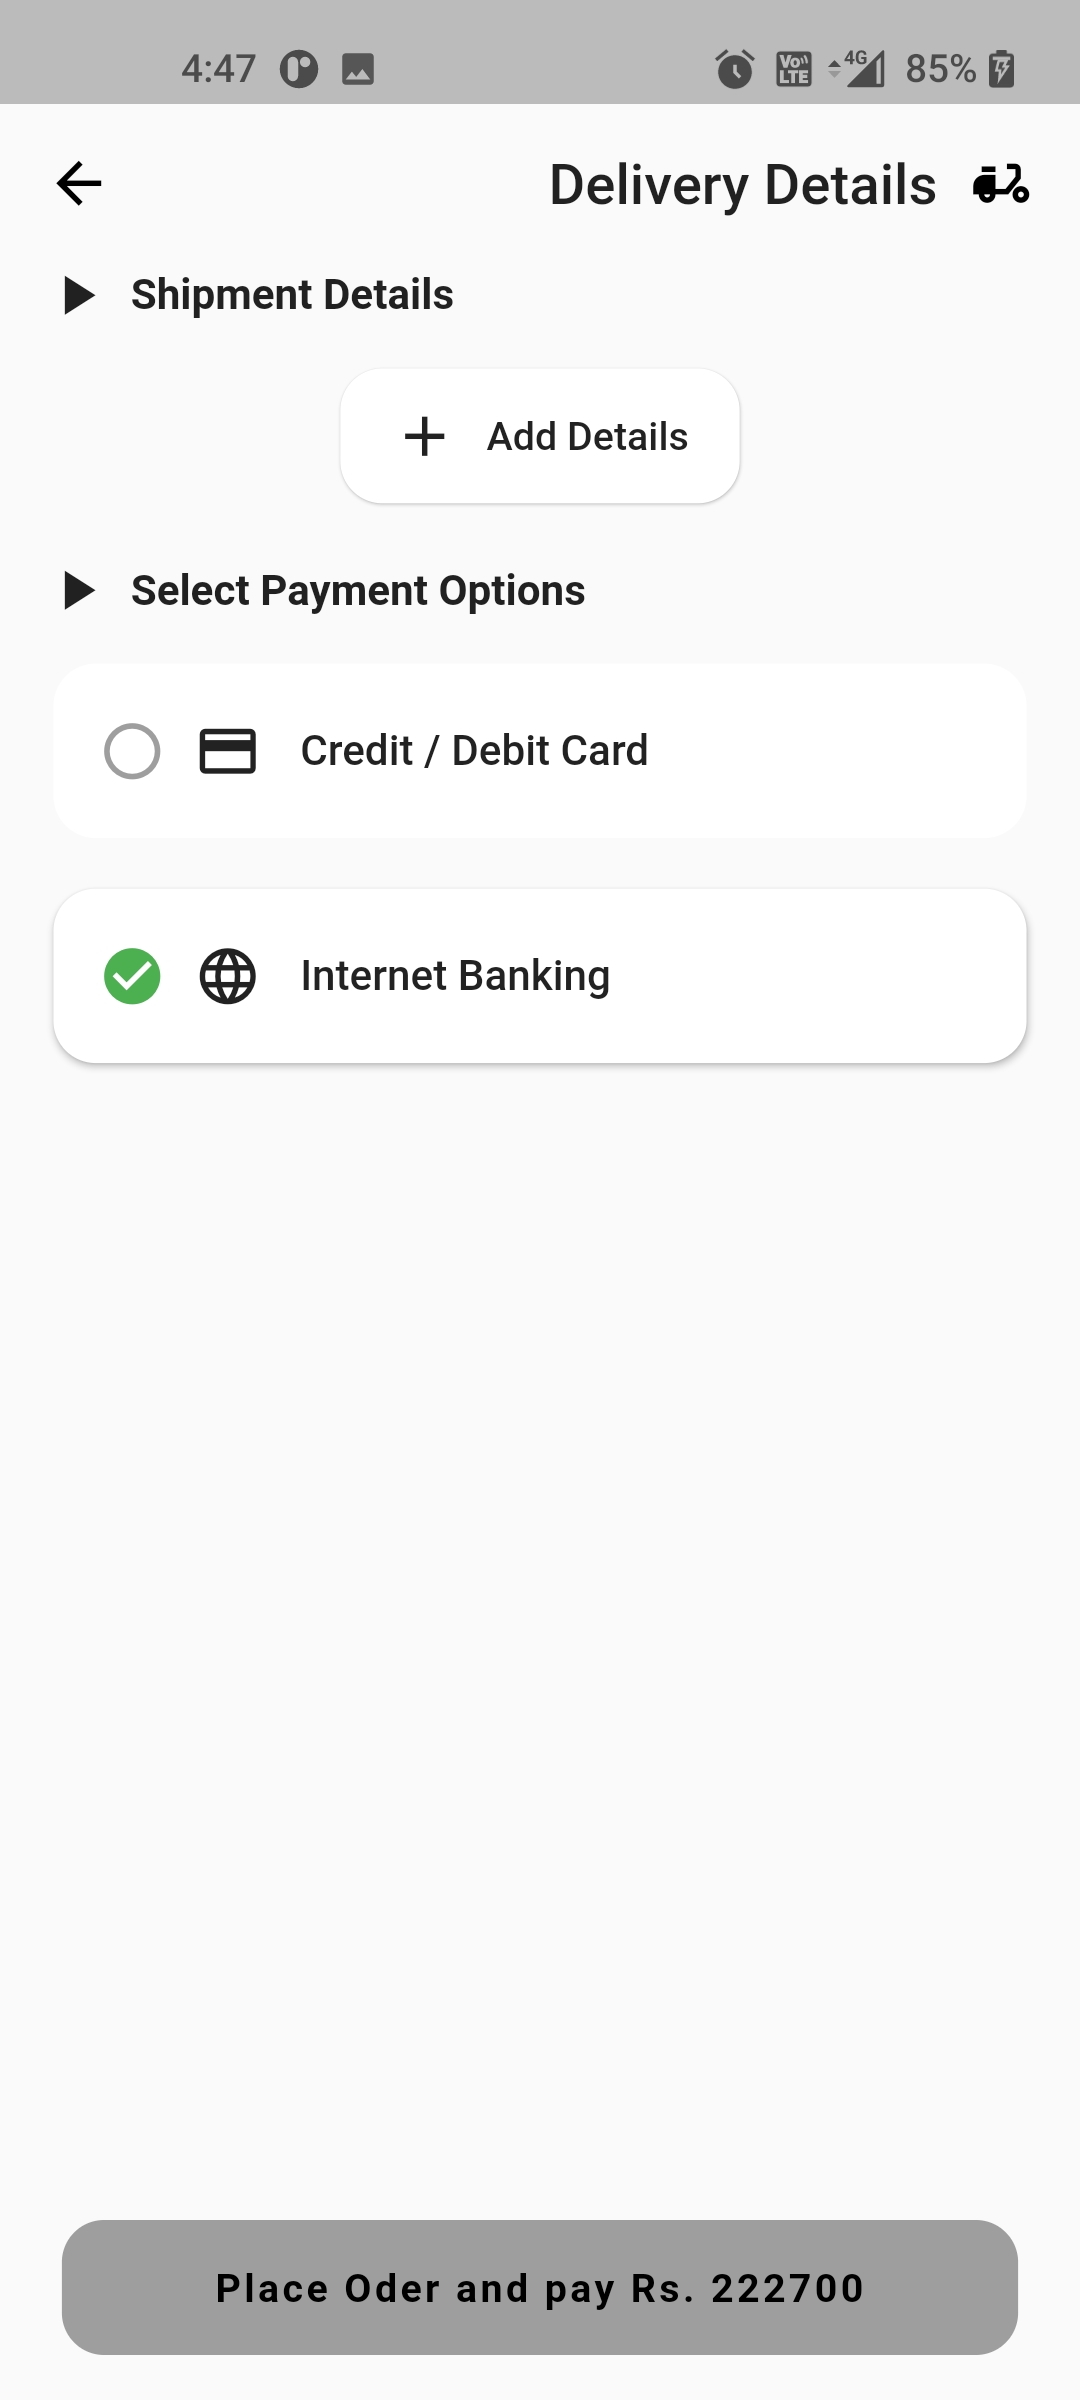 4:47 Vo LTE 4G 85%
Delivery Details
Shipment Details
Add Details
Select Payment Options
Credit / Debit Card
Internet Banking
Place Oder and pay Rs. 222700